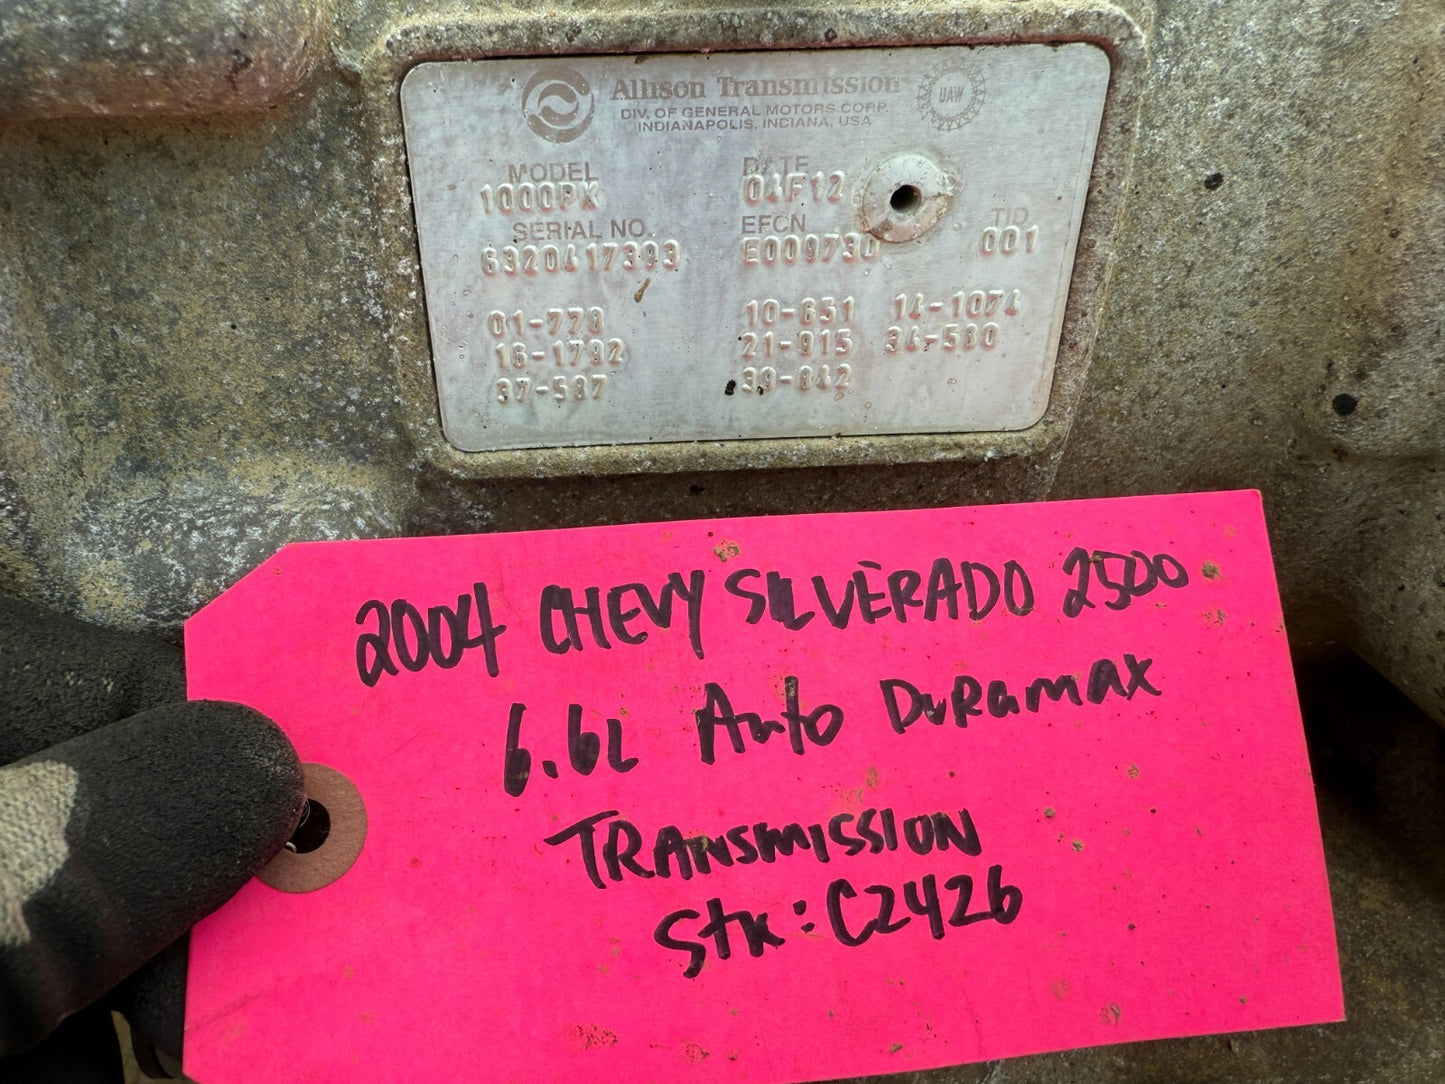 Allison Transmission
DIV. OF GENERAL MOTORS CORP.
INDIANAPOLIS, INDIANA, USA
UAW
MODEL DATE
1000PK 04F12
SERIAL NO. EFCN TID
6320417393 E009730 001
01-778 10-651 14-1074
16-1792 21-915 34-580
37-587 39-842
2004 CHEVY SILVERADO 2500
6.6L Auto DuRamax
TRANSMISSION
Stk: C2426